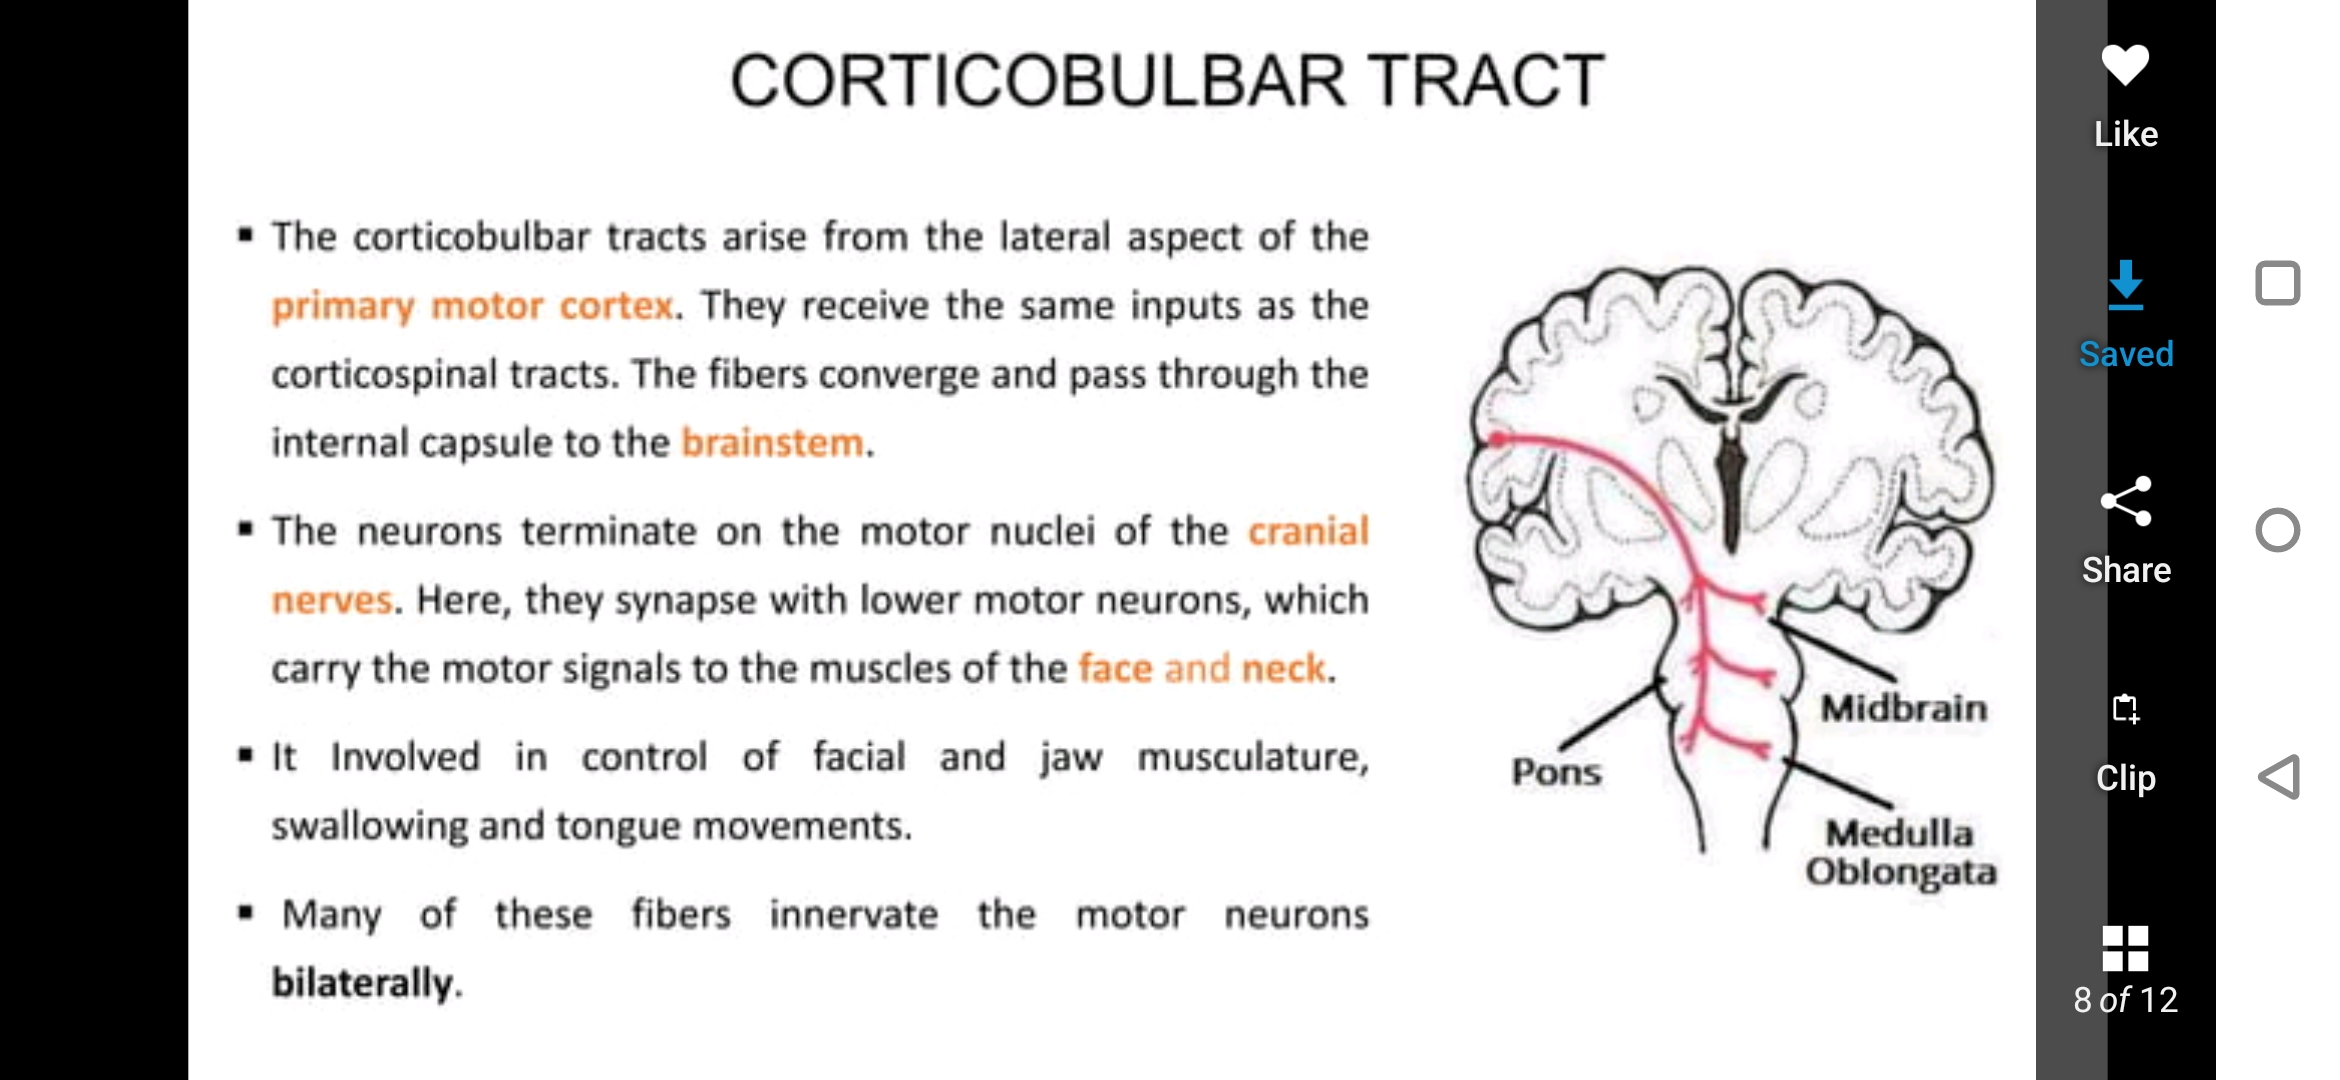 CORTICOBULBAR TRACT
▪ The corticobulbar tracts arise from the lateral aspect of the
primary motor cortex. They receive the same inputs as the
corticospinal tracts. The fibers converge and pass through the
internal capsule to the brainstem.
▪ The neurons terminate on the motor nuclei of the cranial
nerves. Here, they synapse with lower motor neurons, which
carry the motor signals to the muscles of the face and neck.
▪ It Involved in control of facial and jaw musculature,
swallowing and tongue movements.
▪ Many of these fibers innervate the motor neurons
bilaterally.
Midbrain
Pons
Medulla
Oblongata
Like
Saved
Share
Clip
8 of 12